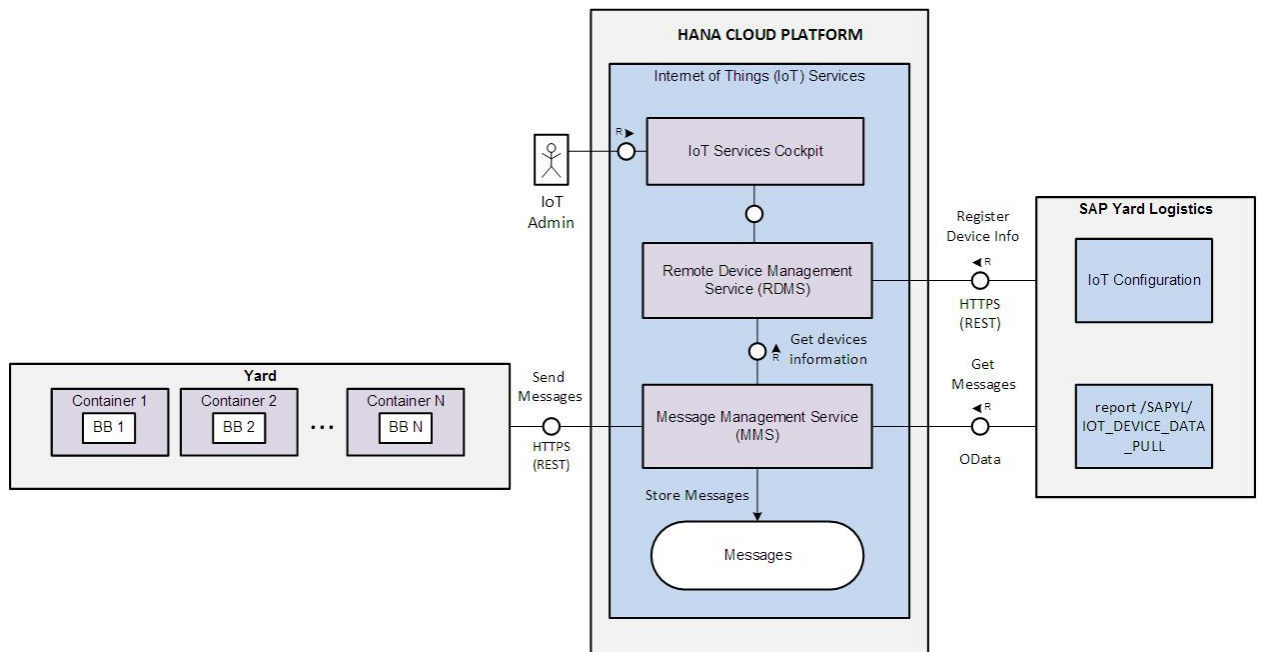 HANA CLOUD PLATFORM
Internet of Things (IoT) Services
R
IoT Services Cockpit
IoT
Admin
Remote Device Management
Service (RDMS)
Register
Device Info
R
HTTPS
(REST)
SAP Yard Logistics
IoT Configuration
Get devices
information
R
Yard
Container 1
BB 1
Container 2
BB 2
...
Container N
BB N
Send
Messages
HTTPS
(REST)
Message Management Service
(MMS)
Get
Messages
R
OData
report /SAPYL/
IOT_DEVICE_DATA
_PULL
Store Messages
Messages